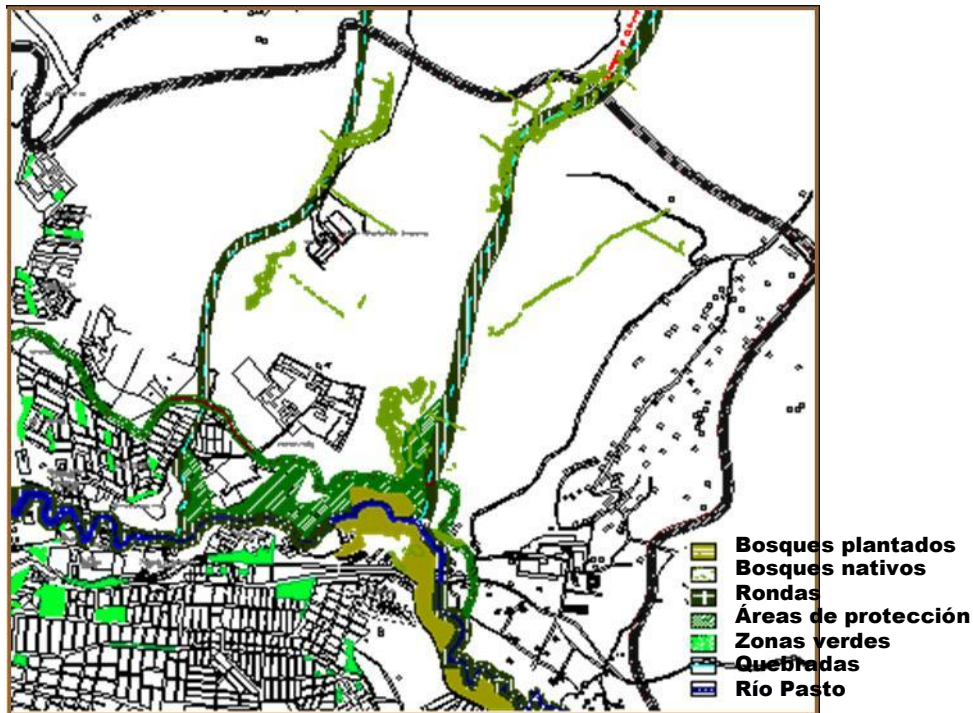 Bosques plantados
Bosques nativos
Rondas
Áreas de protección
Zonas verdes
Quebradas
Río Pasto